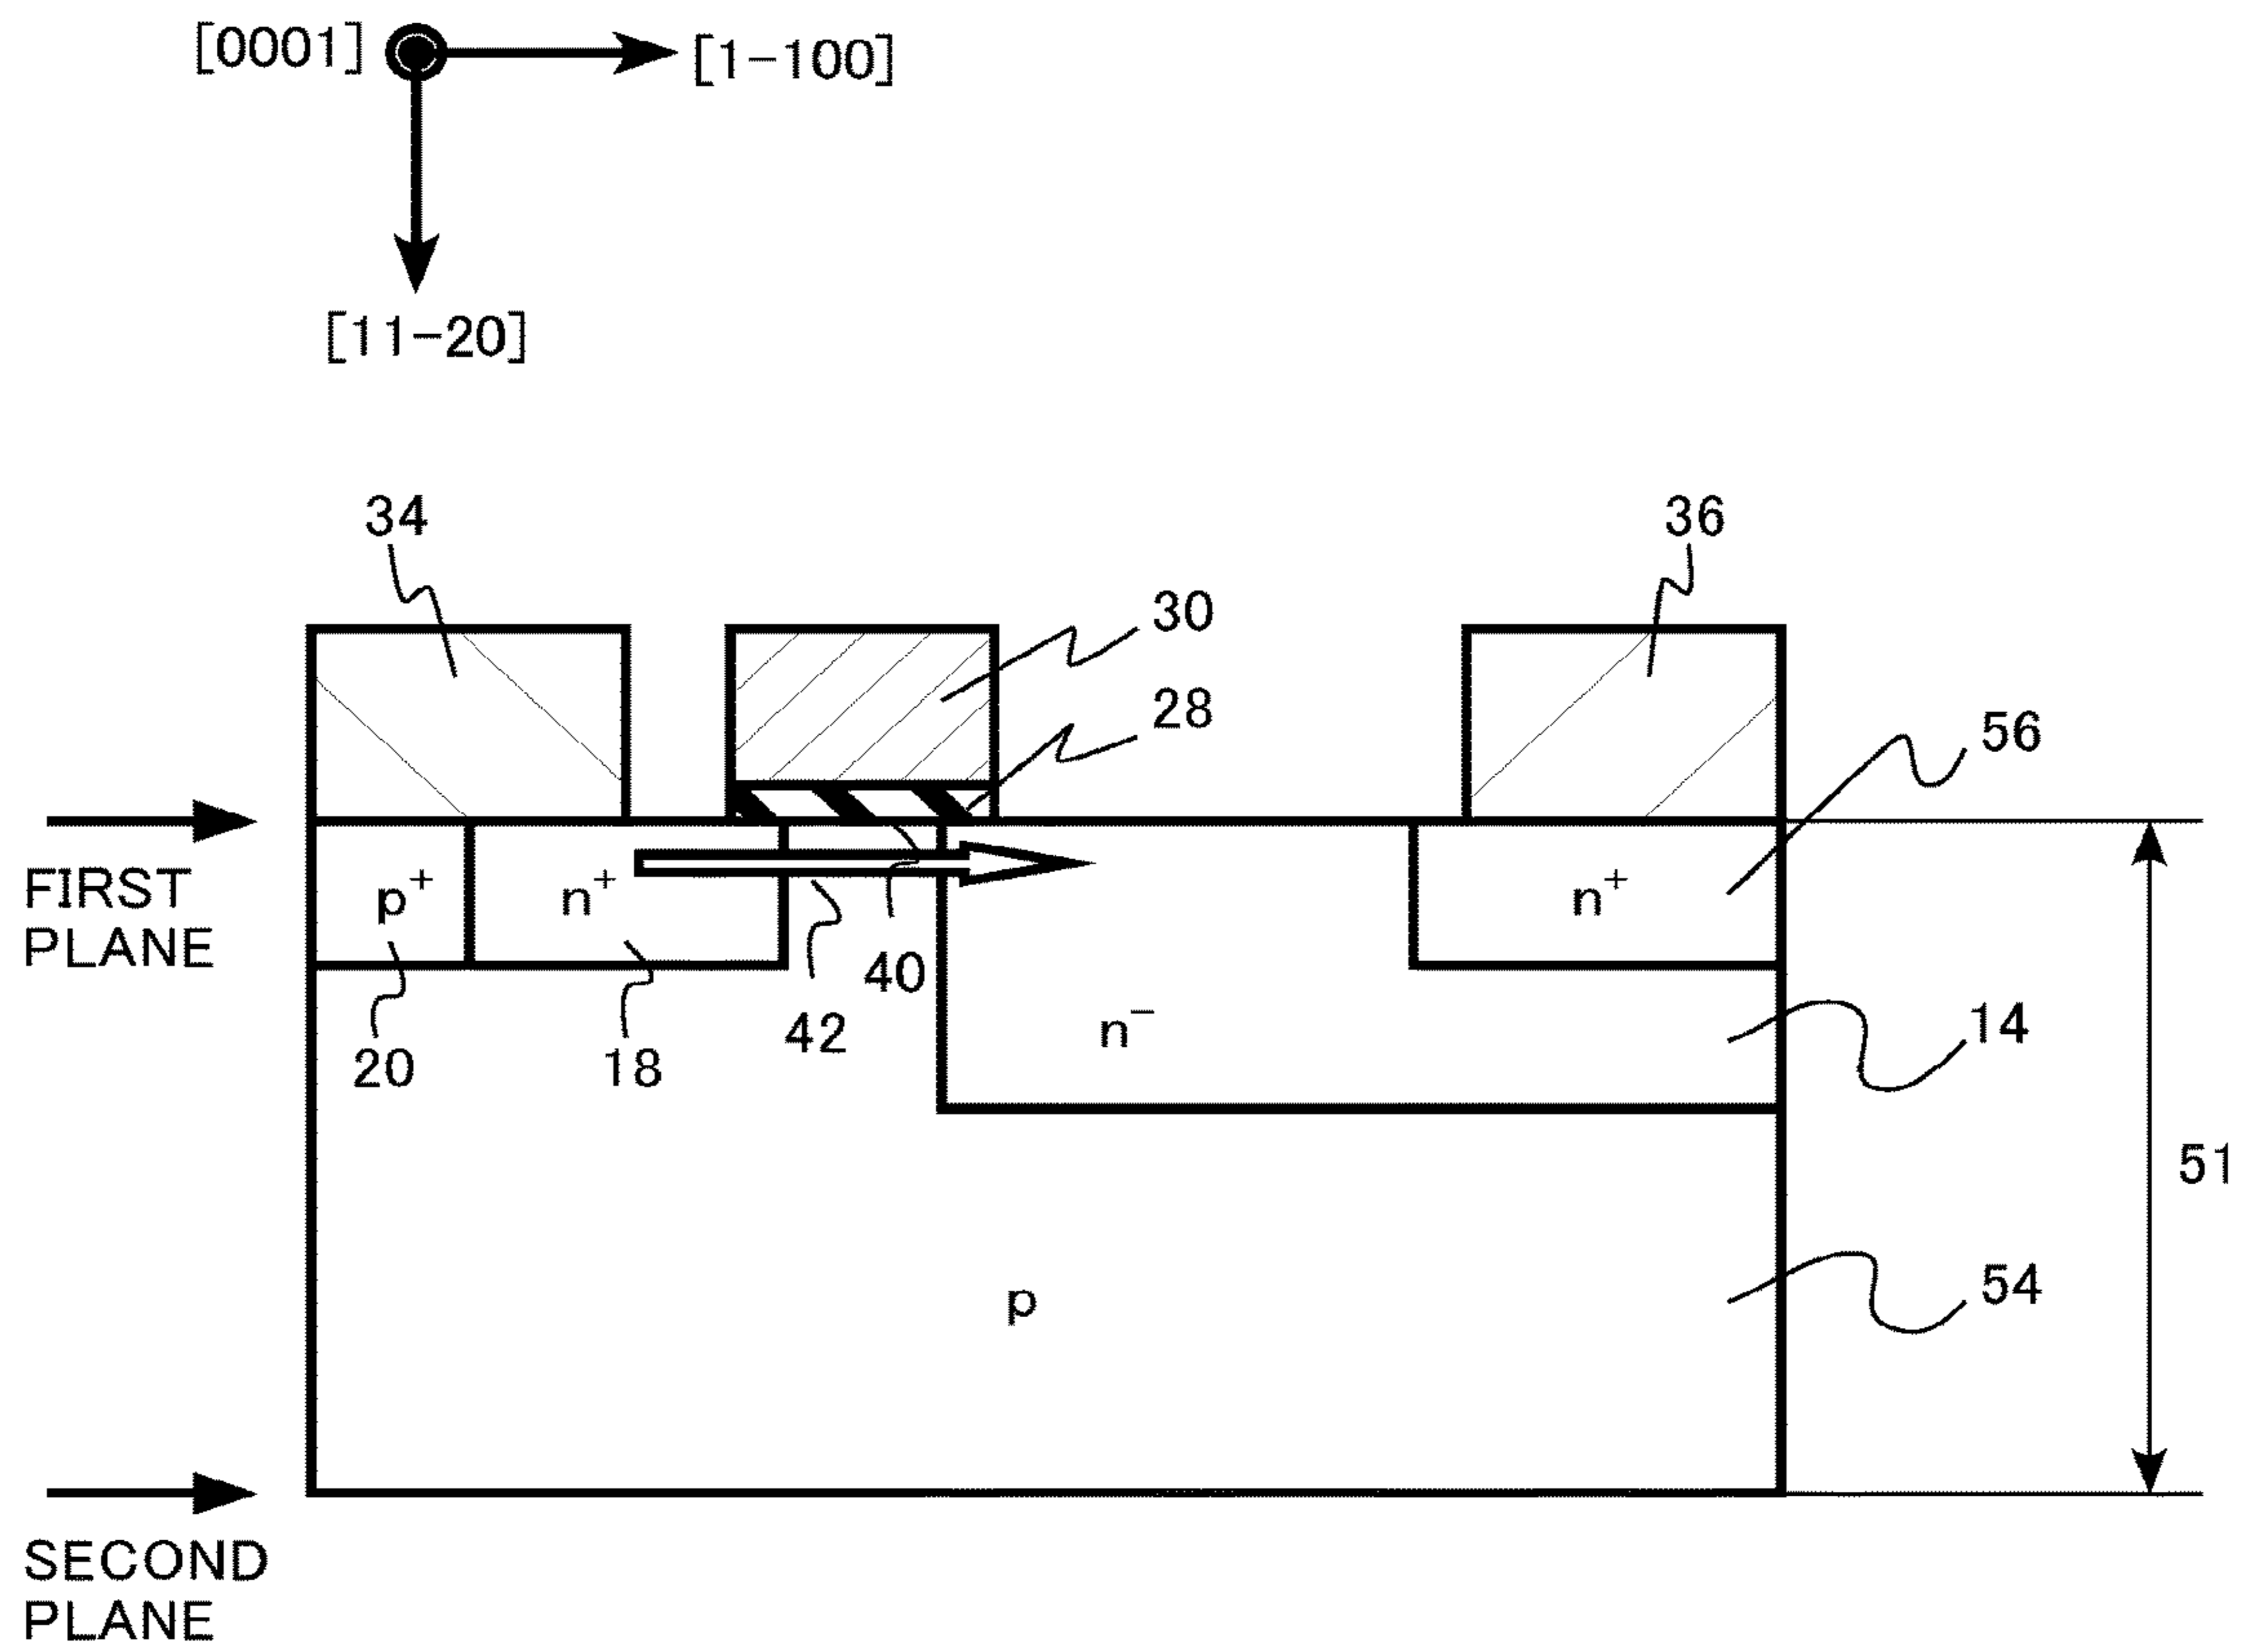 [0001]
[1-100]
[11-20]
34
36
30
28
56
FIRST
PLANE
p+
n+
n+
40
42
20
18
n−
14
51
54
p
SECOND
PLANE